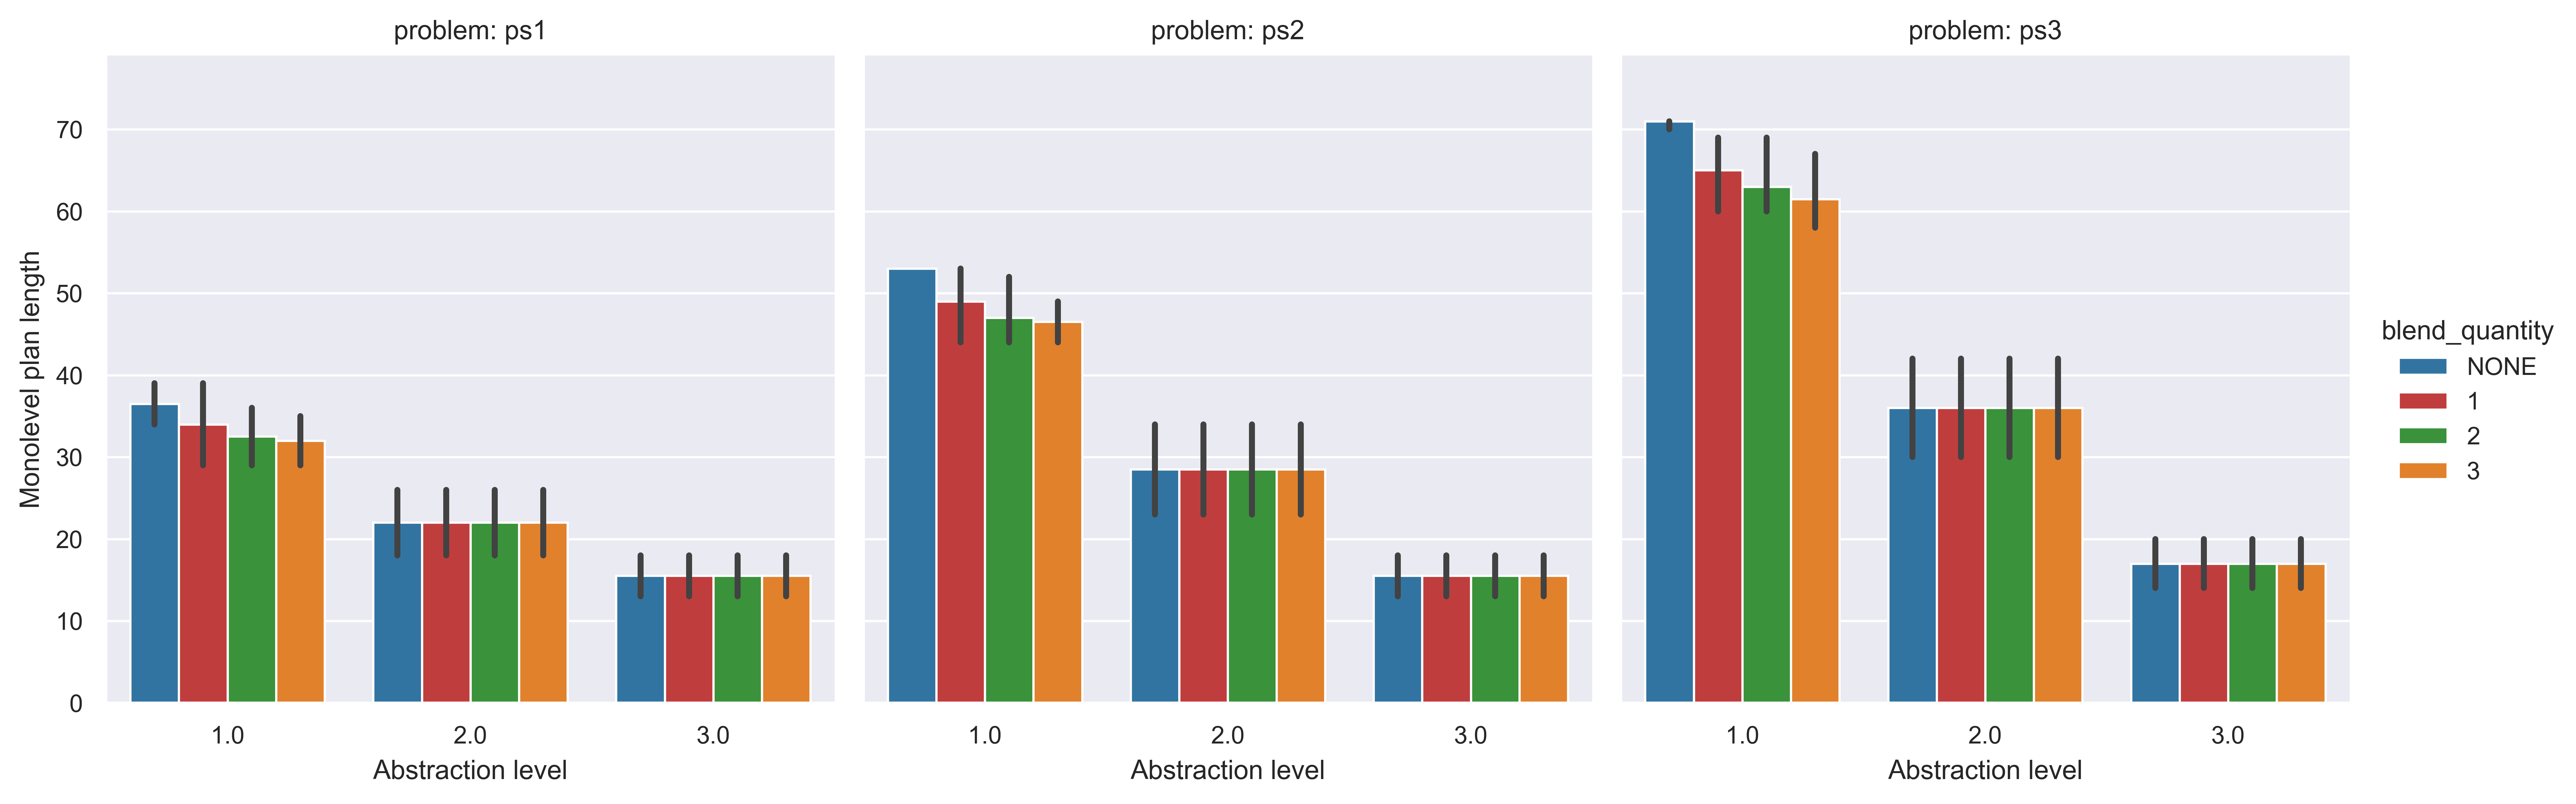 problem: ps1
problem: ps2
problem: ps3
Monolevel plan length
70
60
50
40
30
20
10
0
1.0
2.0
3.0
1.0
2.0
3.0
1.0
2.0
3.0
Abstraction level
Abstraction level
Abstraction level
blend_quantity
NONE
1
2
3